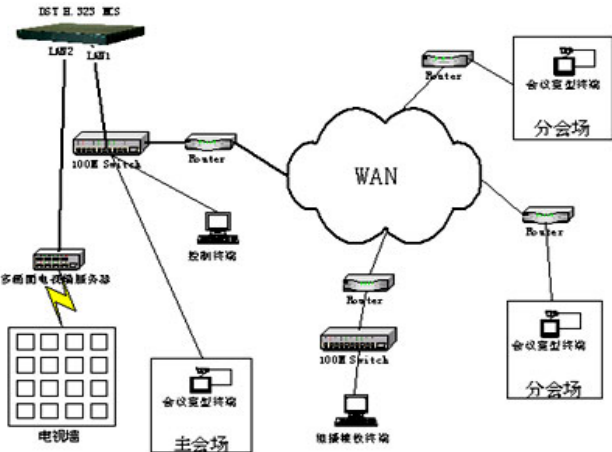 DST H.323 MCS
LAN2
LAN1
100M Switch
Router
控制终端
多画面电视墙服务器
电视墙
会议室型终端
主会场
WAN
Router
会议室型终端
分会场
Router
会议室型终端
分会场
Router
100M Switch
组播接收终端